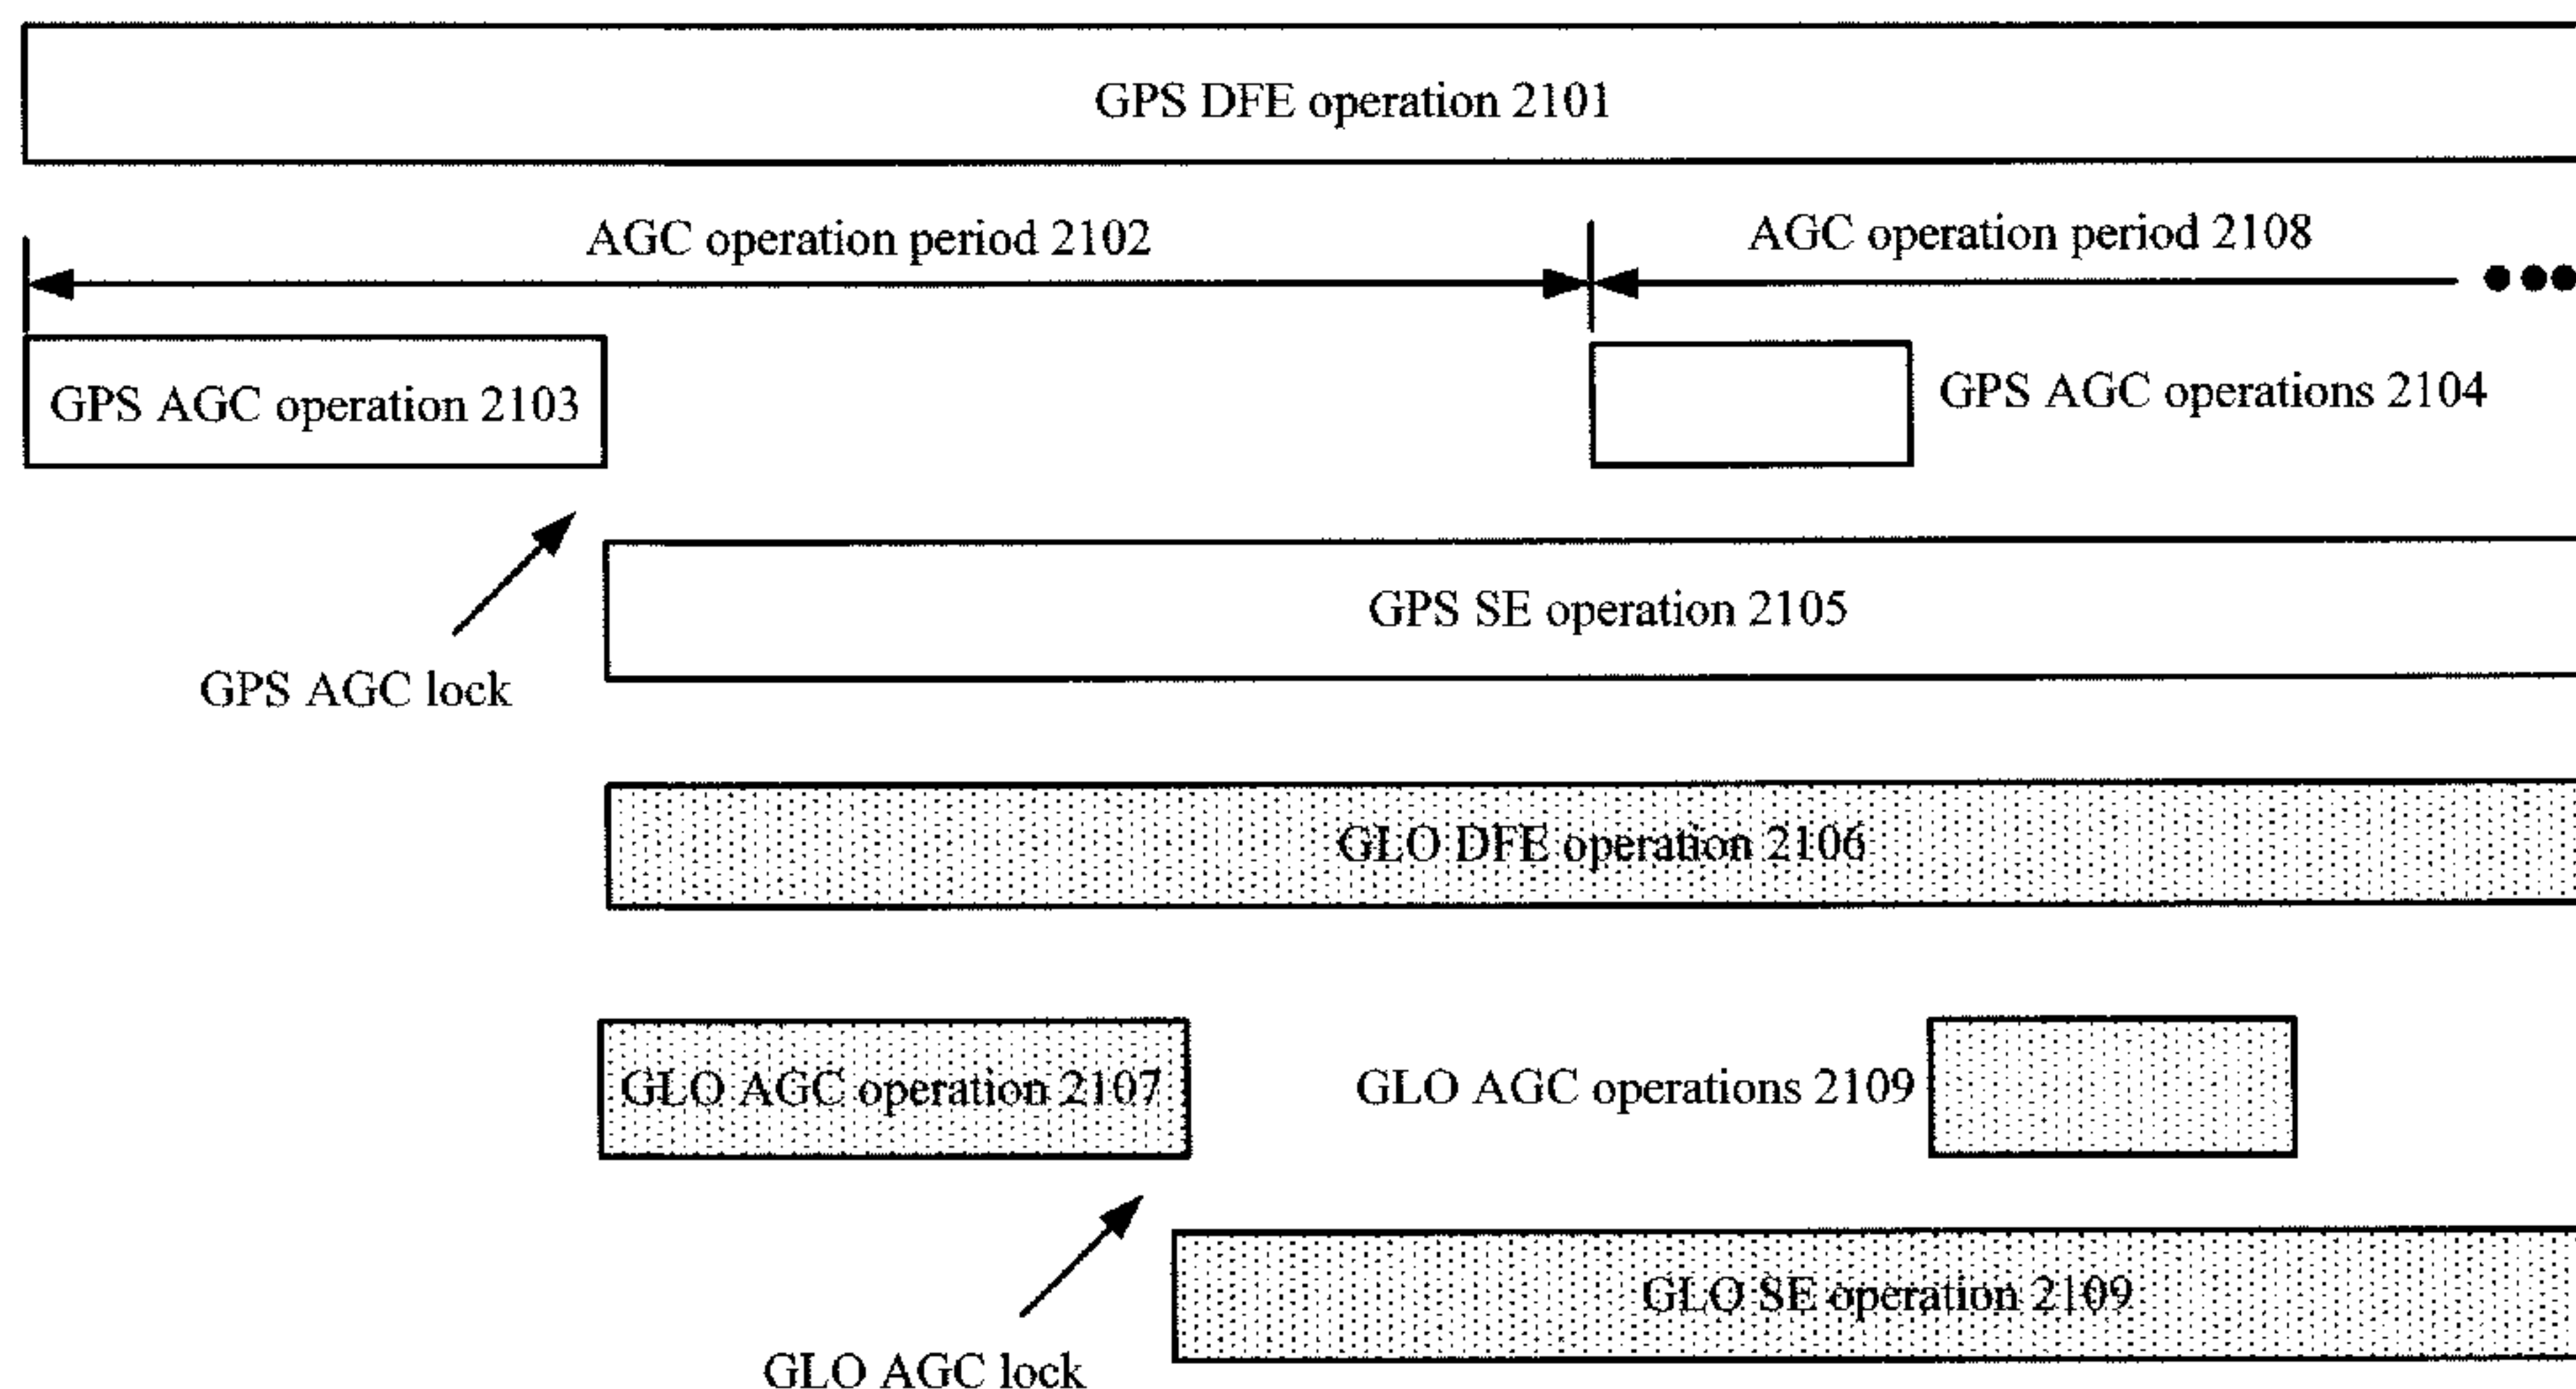 GPS DFE operation 2101
AGC operation period 2102
AGC operation period 2108
GPS AGC operation 2103
GPS AGC operations 2104
GPS SE operation 2105
GPS AGC lock
GLO DFE operation 2106
GLO AGC operation 2107
GLO AGC operations 2109
GLO SE operation 2109
GLO AGC lock